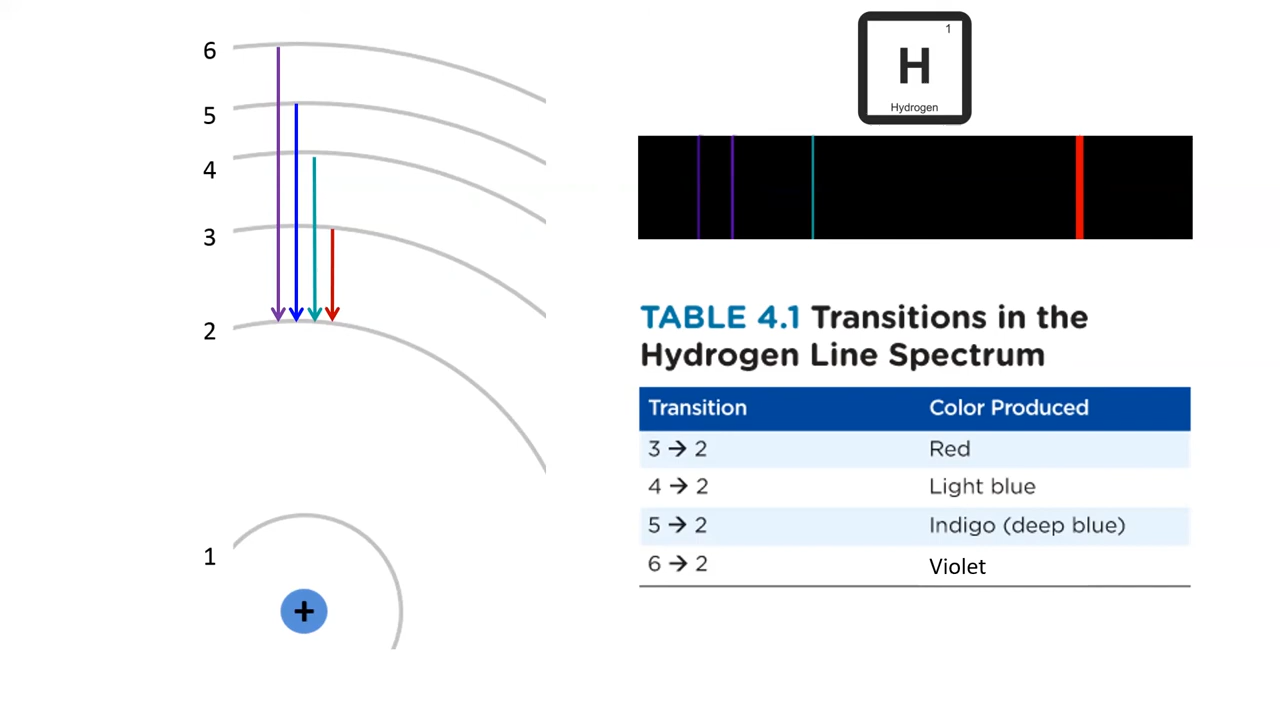 6
5
4
3
2
1
+
1
H
Hydrogen
TABLE 4.1 Transitions in the
Hydrogen Line Spectrum
Transition Color Produced
3 → 2 Red
4 → 2 Light blue
5 → 2 Indigo (deep blue)
6 → 2 Violet